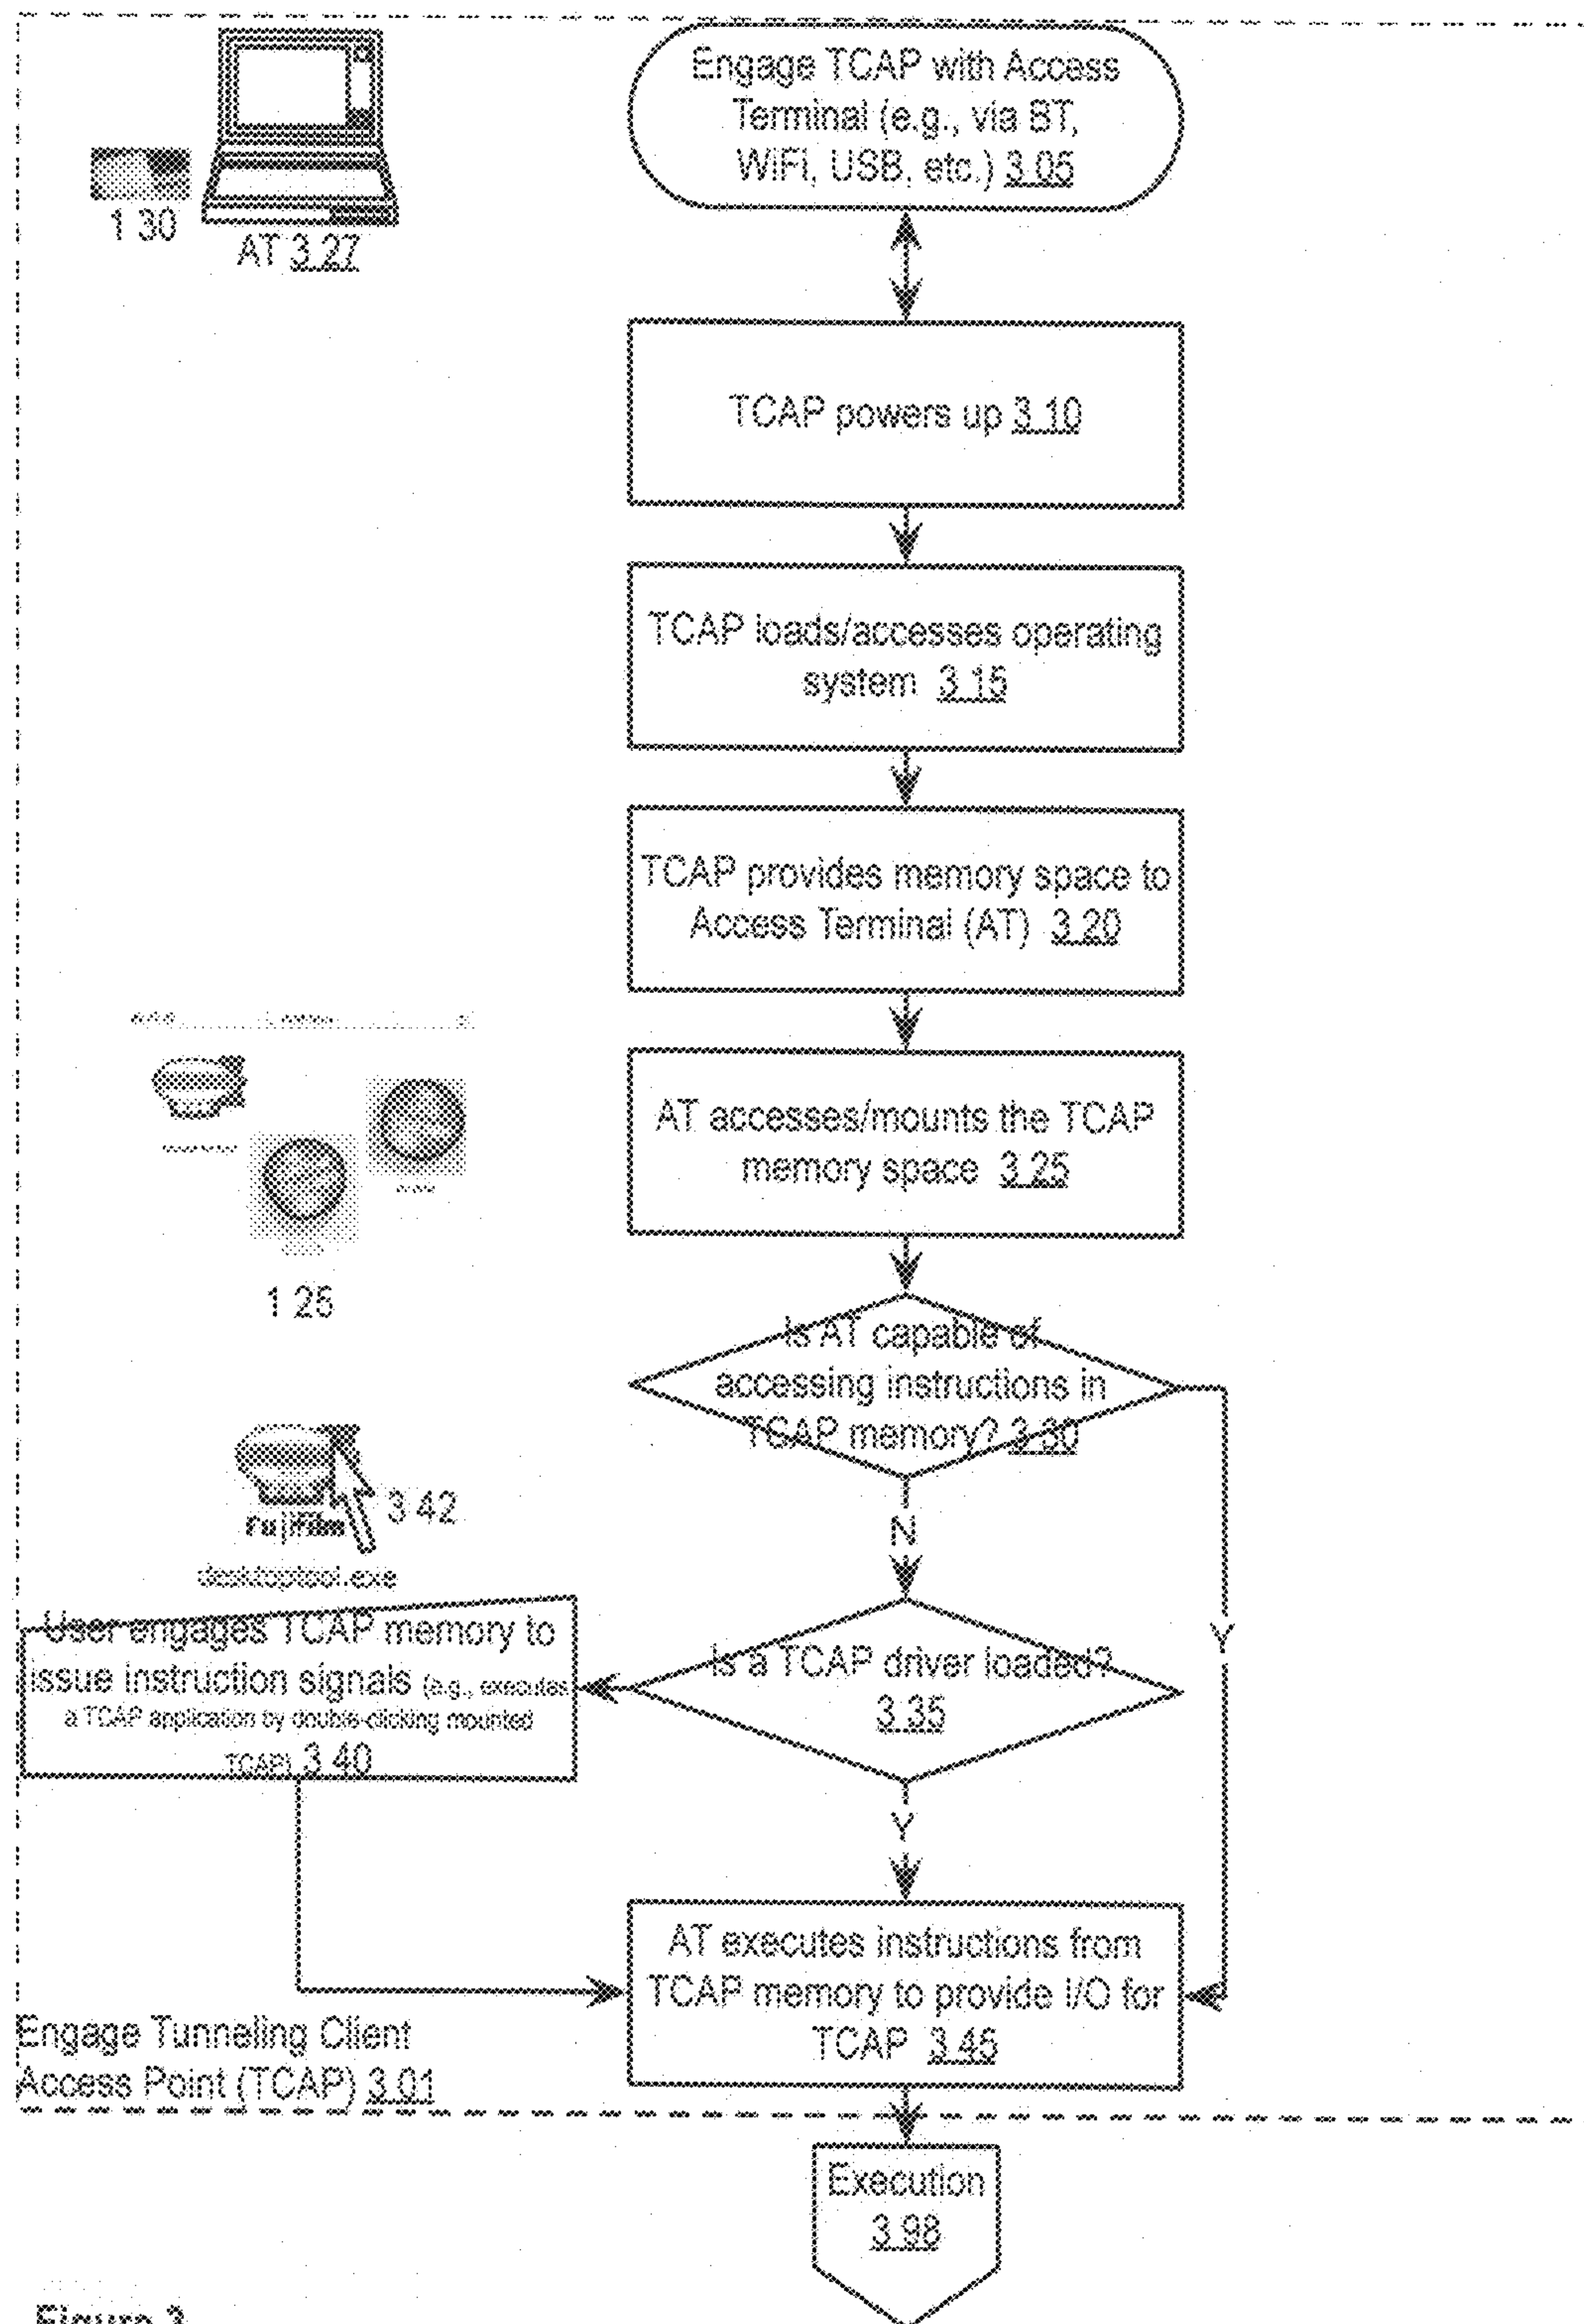 Engage TCAP with Access
Terminal (e.g., via BT,
WiFi, USB, etc.) 3 05
1 30
AT 3 27
TCAP powers up 3 10
TCAP loads/accesses operating
system 3 15
TCAP provides memory space to
Access Terminal (AT) 3 20
AT accesses/mounts the TCAP
memory space 3 25
1 25
Is AT capable of
accessing instructions in
TCAP memory? 3 30
N
Y
3 42
desktoptool.exe
User engages TCAP memory to
issue instruction signals (e.g., executes
a TCAP application by double-clicking mounted
TCAP) 3 40
Is a TCAP driver loaded?
3 35
Y
AT executes instructions from
TCAP memory to provide I/O for
TCAP 3 45
Engage Tunneling Client
Access Point (TCAP) 3 01
Execution
3 98
Figure 3